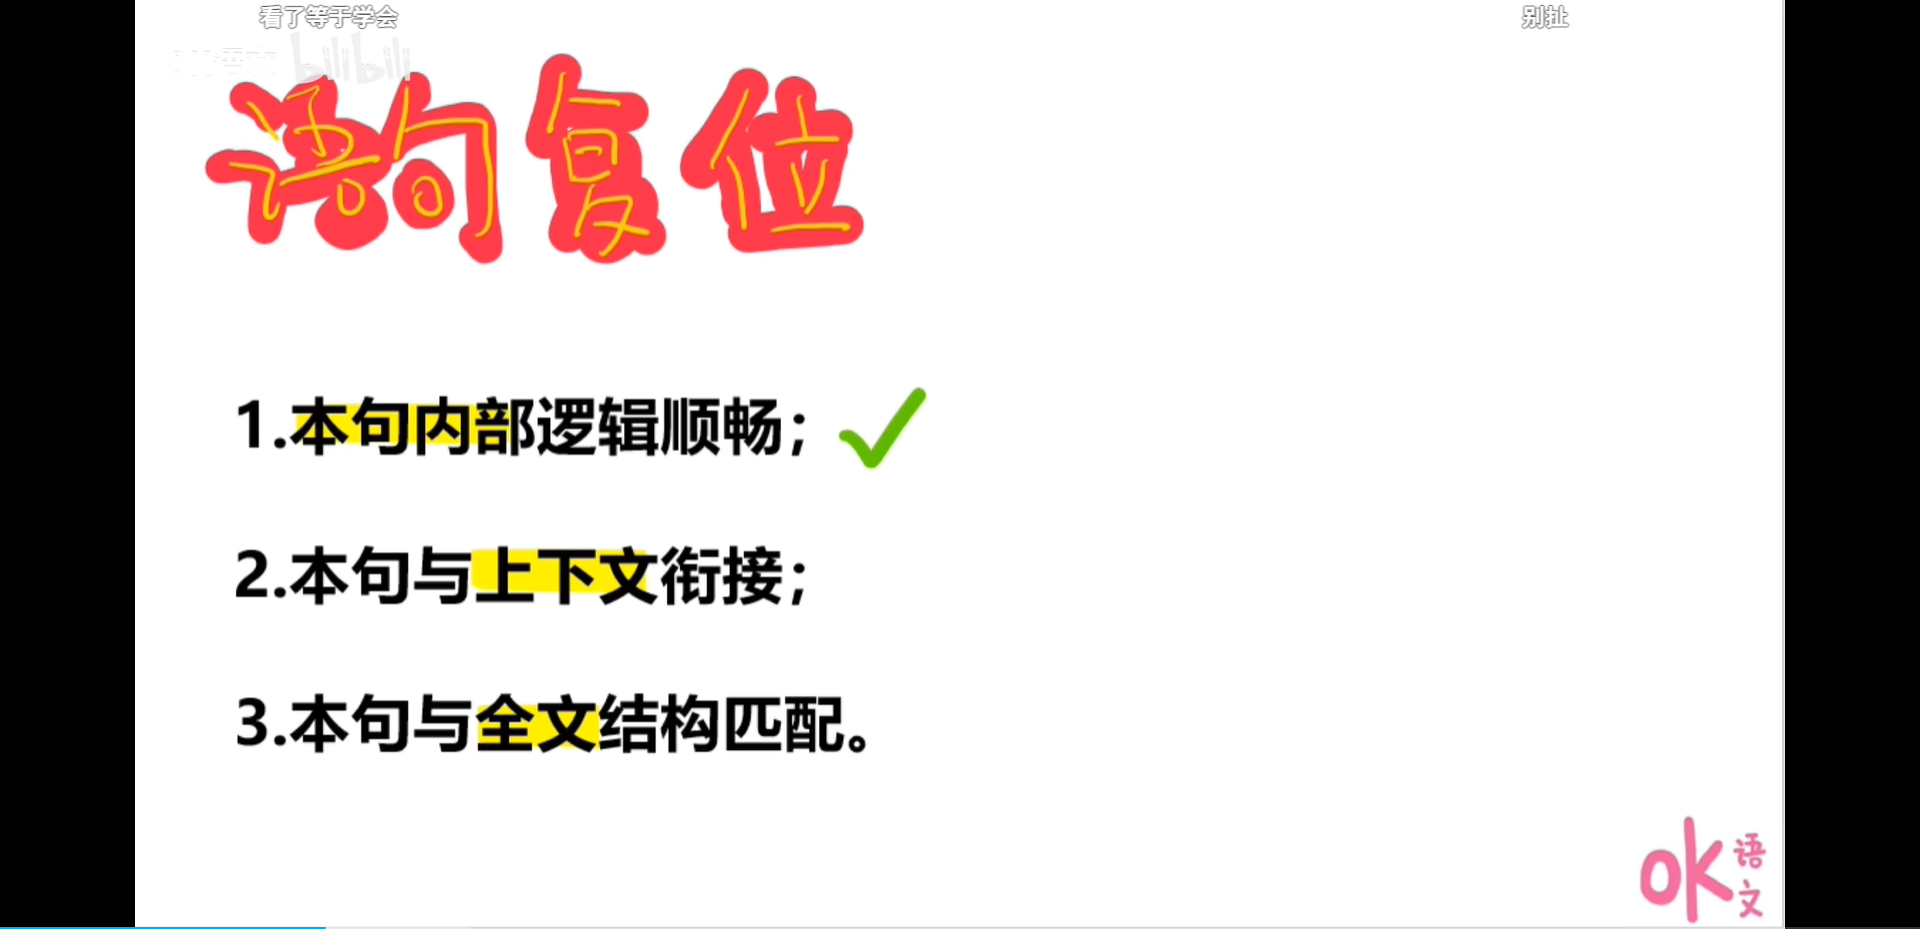 看了等于学会 别扯
bilibili
语句复位
1.本句内部逻辑顺畅；
2.本句与上下文衔接；
3.本句与全文结构匹配。
ok语文